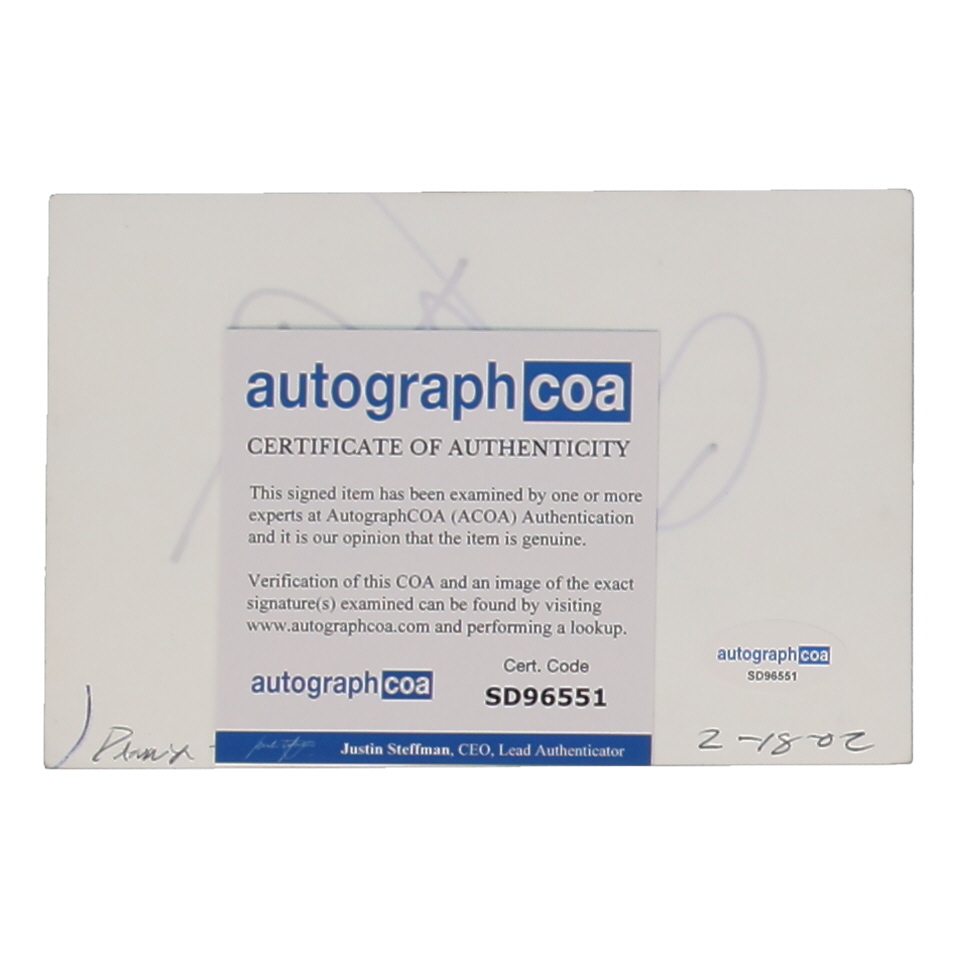 autograph coa
CERTIFICATE OF AUTHENTICITY
This signed item has been examined by one or more
experts at AutographCOA (ACOA) Authentication
and it is our opinion that the item is genuine.
Verification of this COA and an image of the exact
signature(s) examined can be found by visiting
www.autographcoa.com and performing a lookup.
autograph coa
Cert. Code
SD96551
Justin Steffman, CEO, Lead Authenticator
autograph coa
SD96551
2-18-02